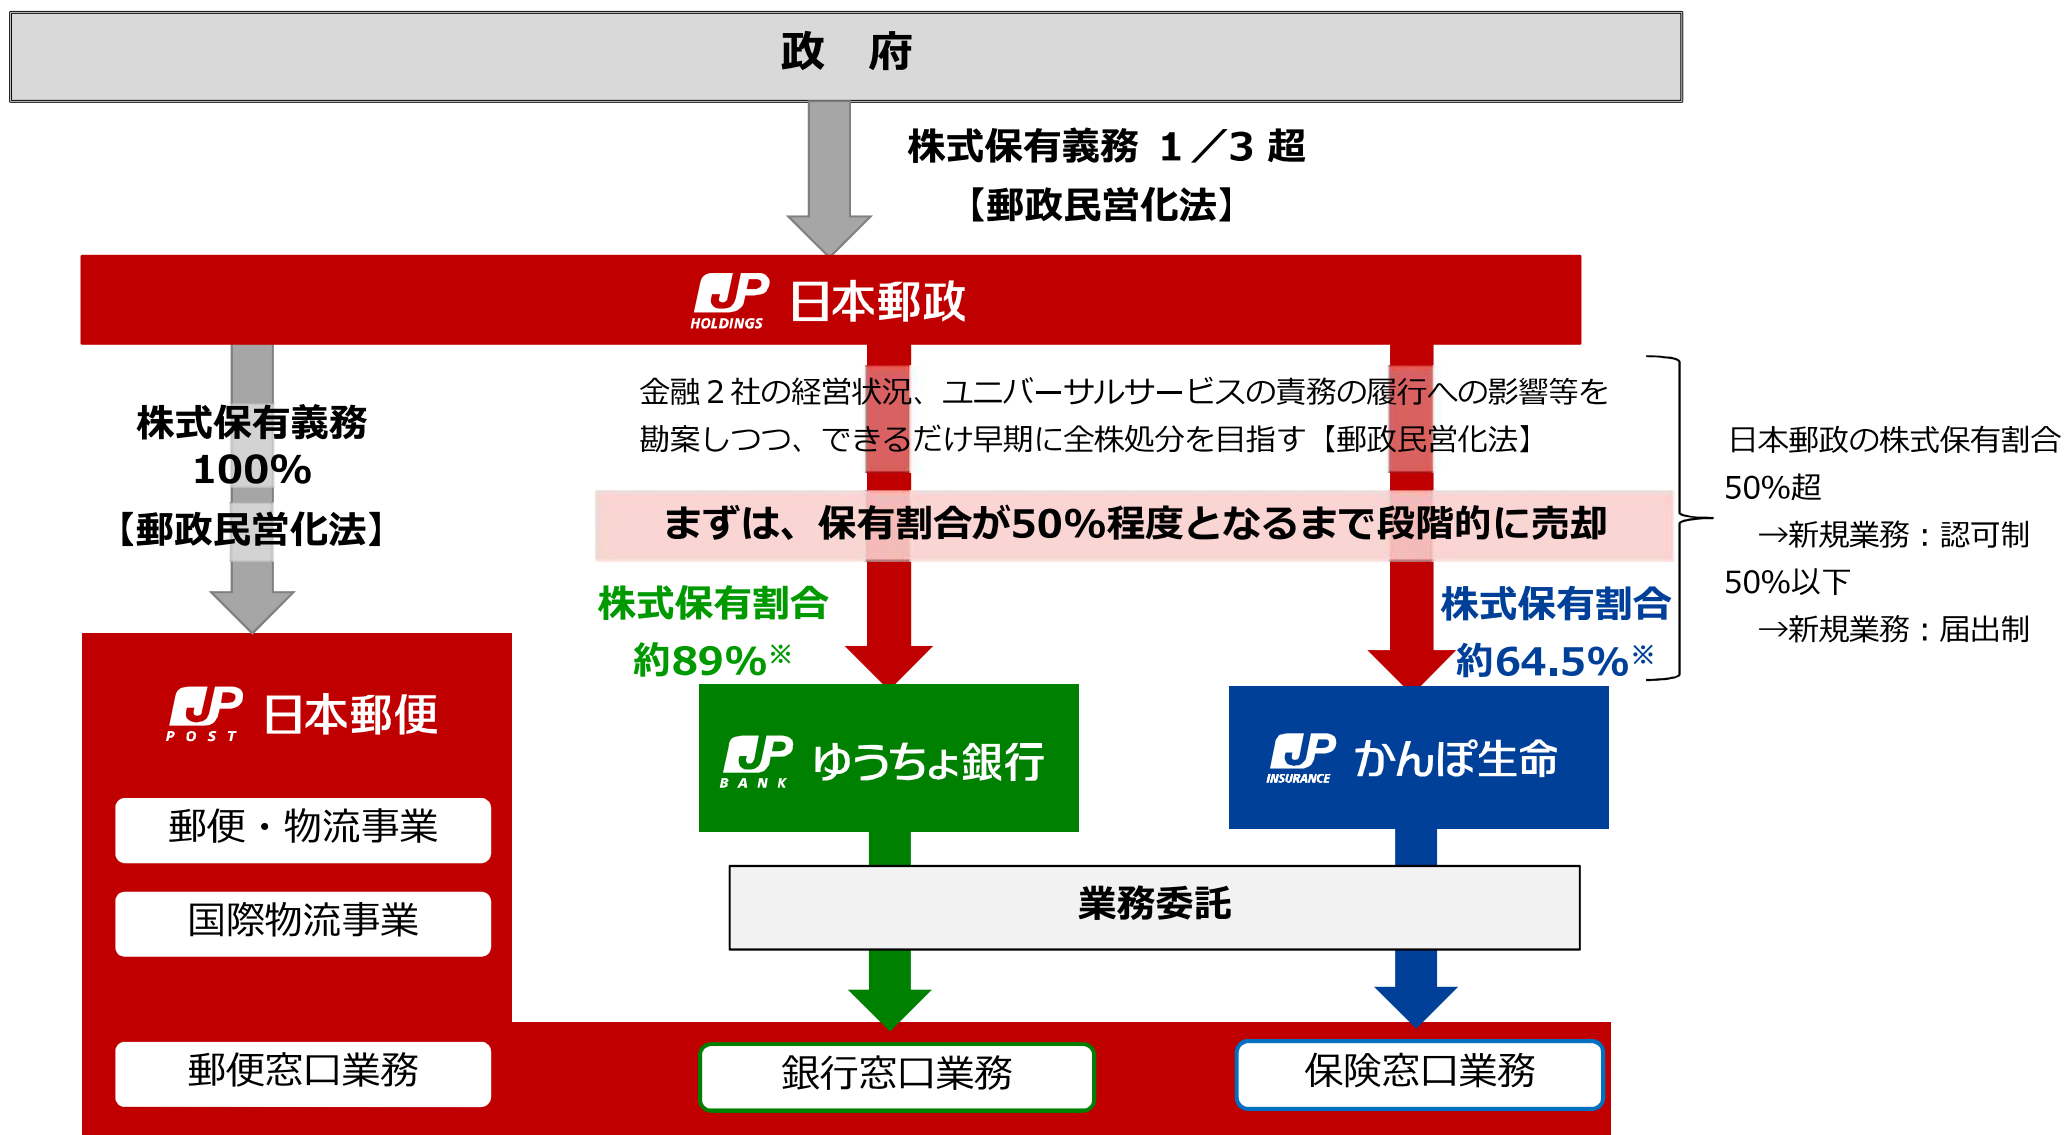 政　府
株式保有義務 １／3 超
【郵政民営化法】
JP 日本郵政
HOLDINGS
株式保有義務
100%
【郵政民営化法】
金融２社の経営状況、ユニバーサルサービスの責務の履行への影響等を
勘案しつつ、できるだけ早期に全株処分を目指す【郵政民営化法】
まずは、保有割合が50%程度となるまで段階的に売却
株式保有割合
約89%※
株式保有割合
約64.5%※
日本郵政の株式保有割合
50%超
→新規業務：認可制
50%以下
→新規業務：届出制
JP 日本郵便
POST
郵便・物流事業
国際物流事業
郵便窓口業務
JP ゆうちょ銀行
BANK
JP かんぽ生命
INSURANCE
業務委託
銀行窓口業務
保険窓口業務